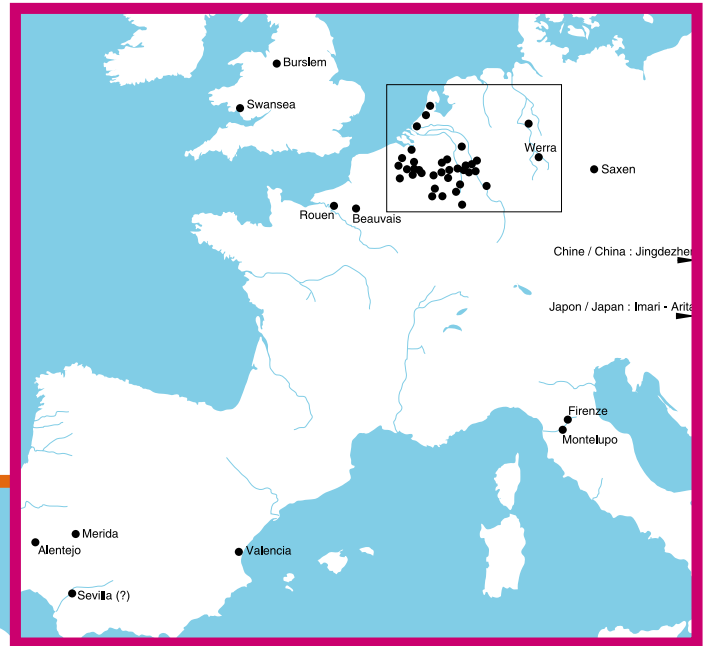 Burslem
Swansea
Werra
Saxen
Rouen
Beauvais
Chine / China : Jingdezhen
Japon / Japan : Imari - Arita
Firenze
Montelupo
Merida
Alentejo
Valencia
Sevilla (?)